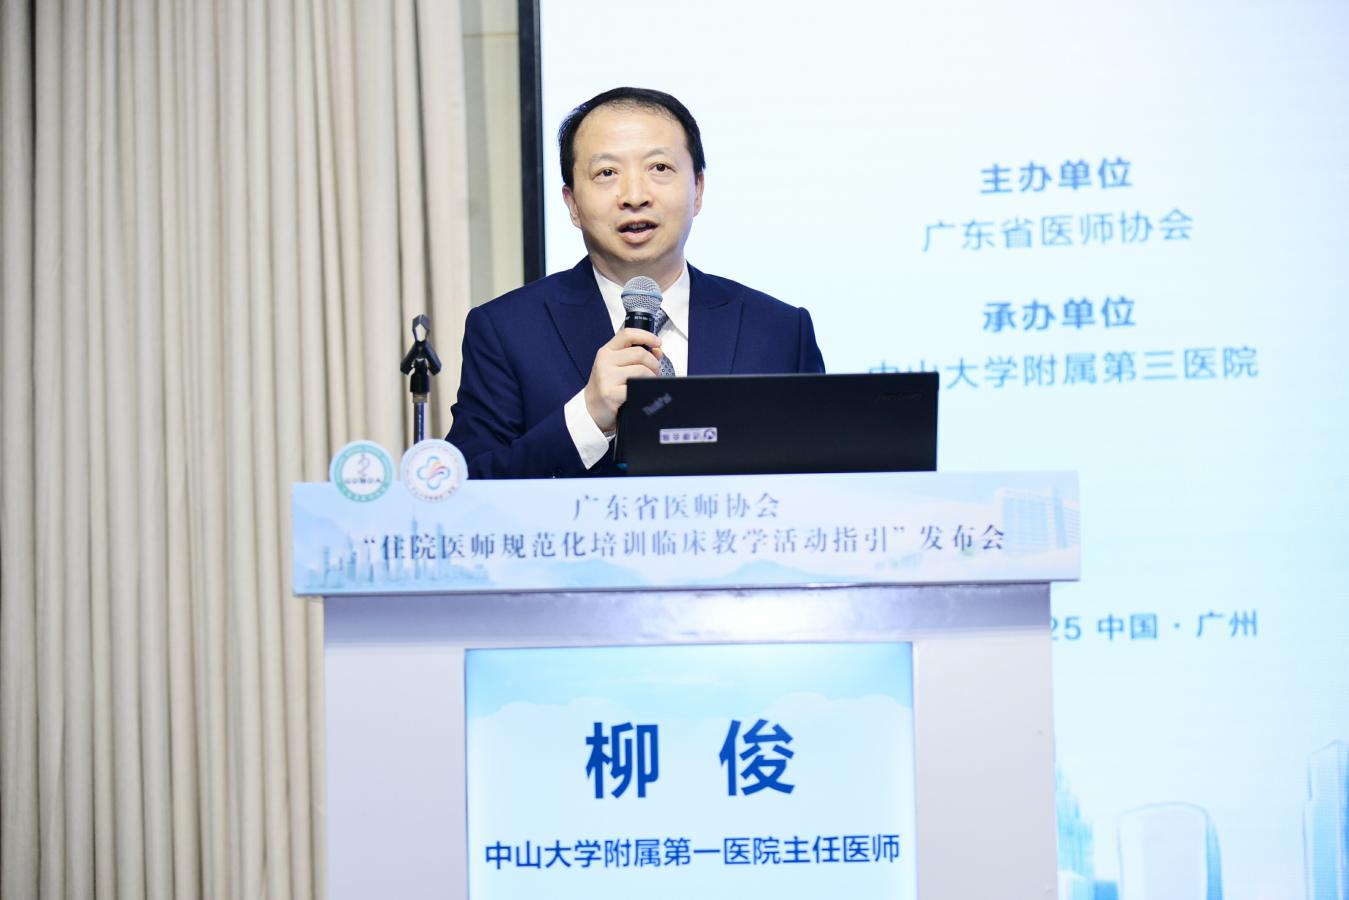 主办单位
广东省医师协会
承办单位
中山大学附属第三医院
ThinkPad
GDMDA
广东省医师协会
“住院医师规范化培训临床教学活动指引”发布会
25 中国·广州
柳 俊
中山大学附属第一医院主任医师